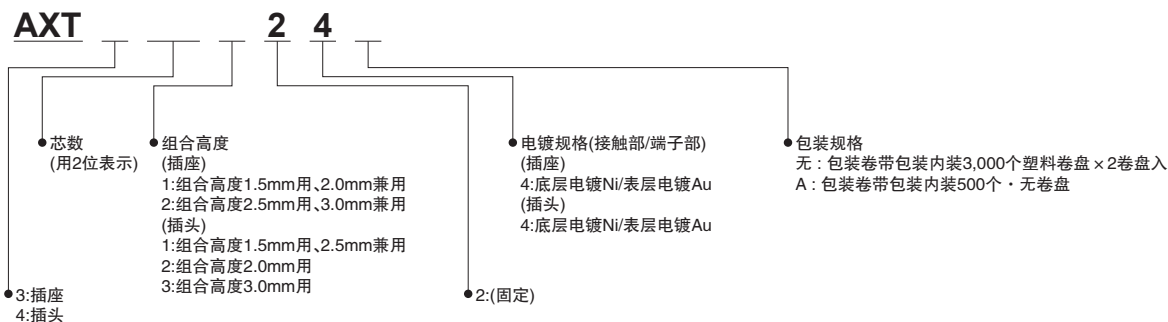 AXT 2 4
芯数
(用2位表示)
组合高度
(插座)
1:组合高度1.5mm用、2.0mm兼用
2:组合高度2.5mm用、3.0mm兼用
(插头)
1:组合高度1.5mm用、2.5mm兼用
2:组合高度2.0mm用
3:组合高度3.0mm用
电镀规格(接触部/端子部)
(插座)
4:底层电镀Ni/表层电镀Au
(插头)
4:底层电镀Ni/表层电镀Au
包装规格
无 : 包装卷带包装内装3,000个塑料卷盘×2卷盘入
A : 包装卷带包装内装500个・无卷盘
3:插座
4:插头
2:(固定)